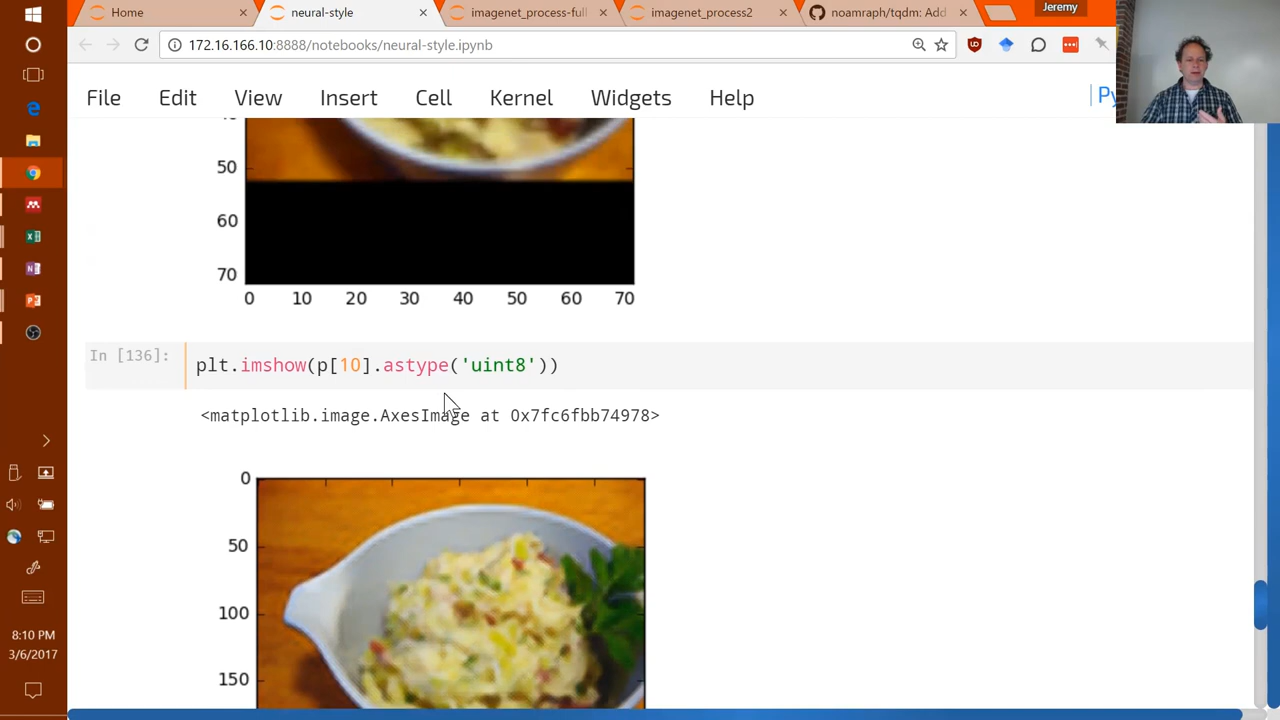 Home
neural-style
imagenet_process-full
imagenet_process2
noamraph/tqdm: Add
Jeremy
172.16.166.10:8888/notebooks/neural-style.ipynb
File Edit View Insert Cell Kernel Widgets Help
50
60
70
0 10 20 30 40 50 60 70
In [136]:
plt.imshow(p[10].astype('uint8'))
<matplotlib.image.AxesImage at 0x7fc6fbb74978>
0
50
100
150
8:10 PM
3/6/2017